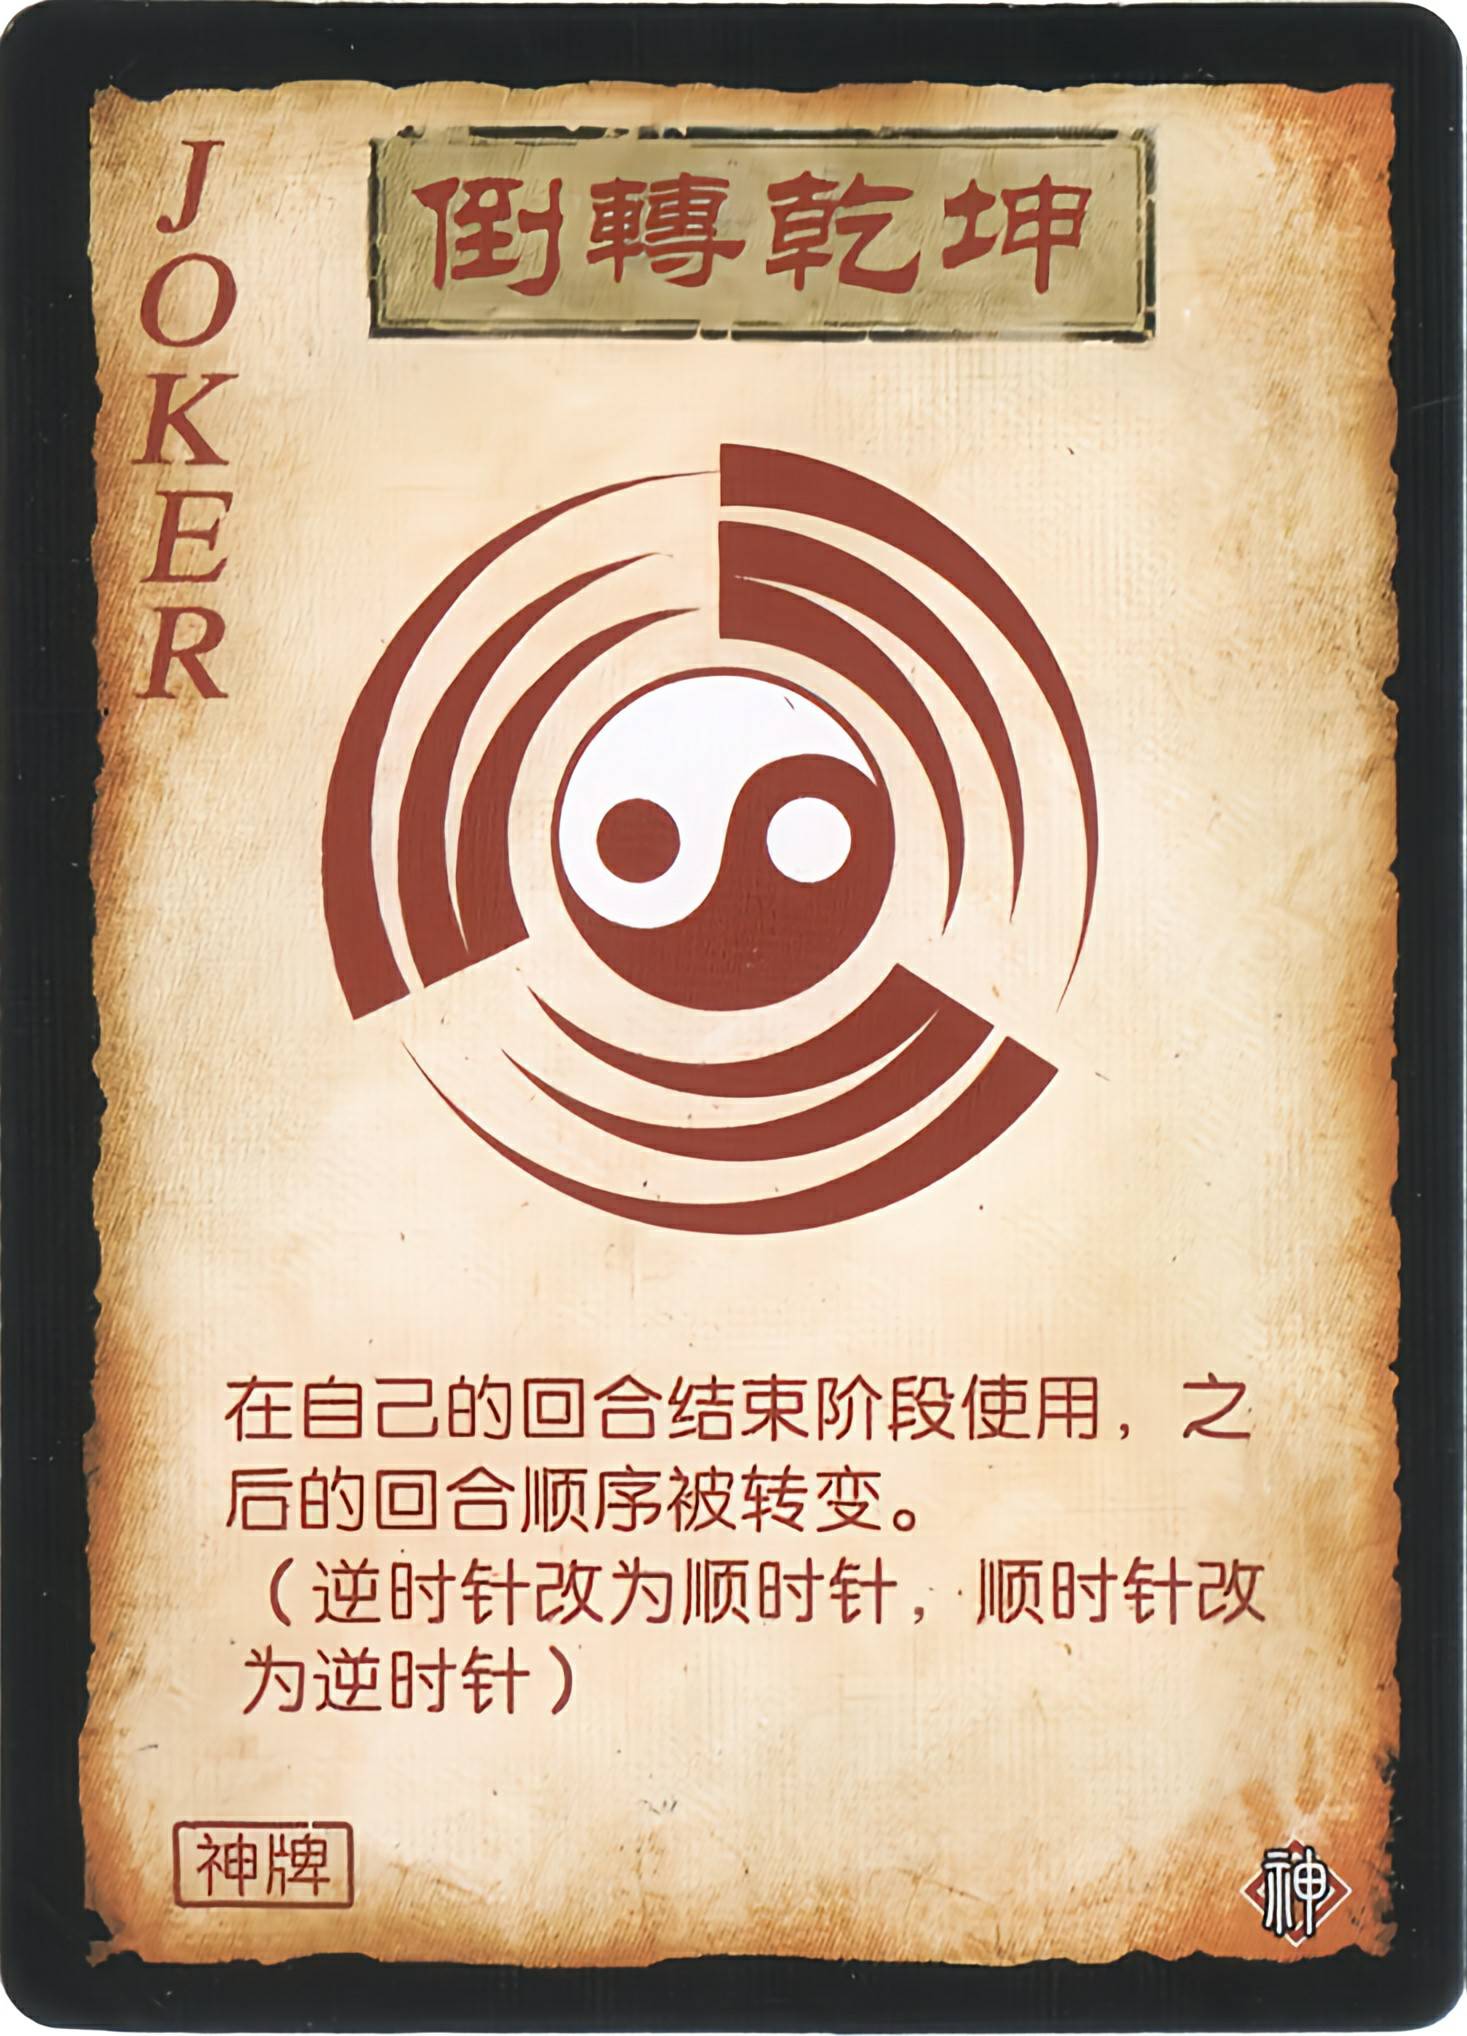 JOKER
倒轉乾坤
在自己的回合结束阶段使用，之
后的回合顺序被转变。
（逆时针改为顺时针，顺时针改
为逆时针）
神牌
神